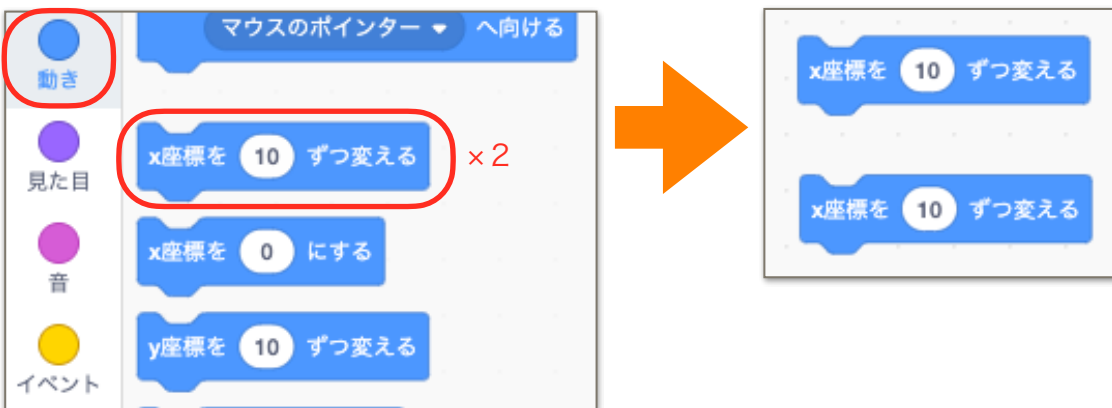 マウスのポインター へ向ける
動き
x座標を 10 ずつ変える
×2
見た目
x座標を 0 にする
音
y座標を 10 ずつ変える
イベント
x座標を 10 ずつ変える
x座標を 10 ずつ変える